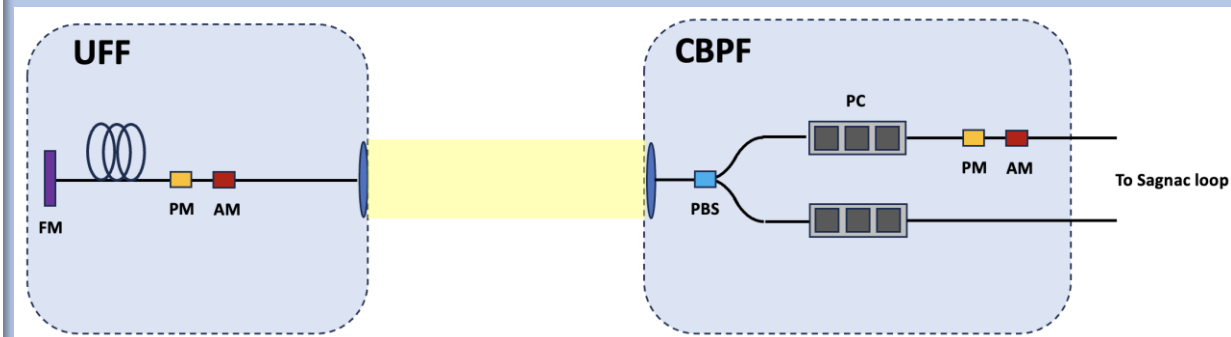 UFF
CBPF
PC
PM
AM
To Sagnac loop
FM
PM
AM
PBS